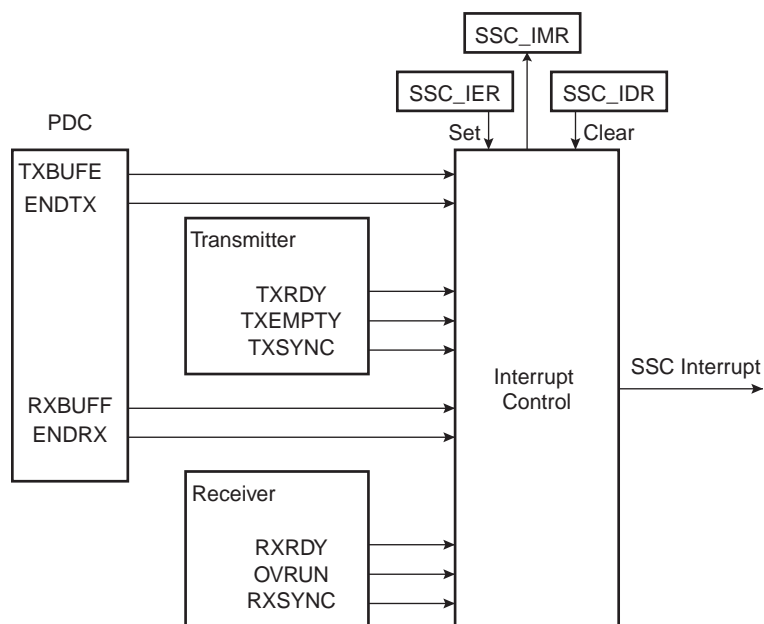 SSC_IMR
SSC_IER
SSC_IDR
PDC
Set
Clear
TXBUFE
ENDTX
Transmitter
TXRDY
TXEMPTY
TXSYNC
SSC Interrupt
Interrupt
Control
RXBUFF
ENDRX
Receiver
RXRDY
OVRUN
RXSYNC